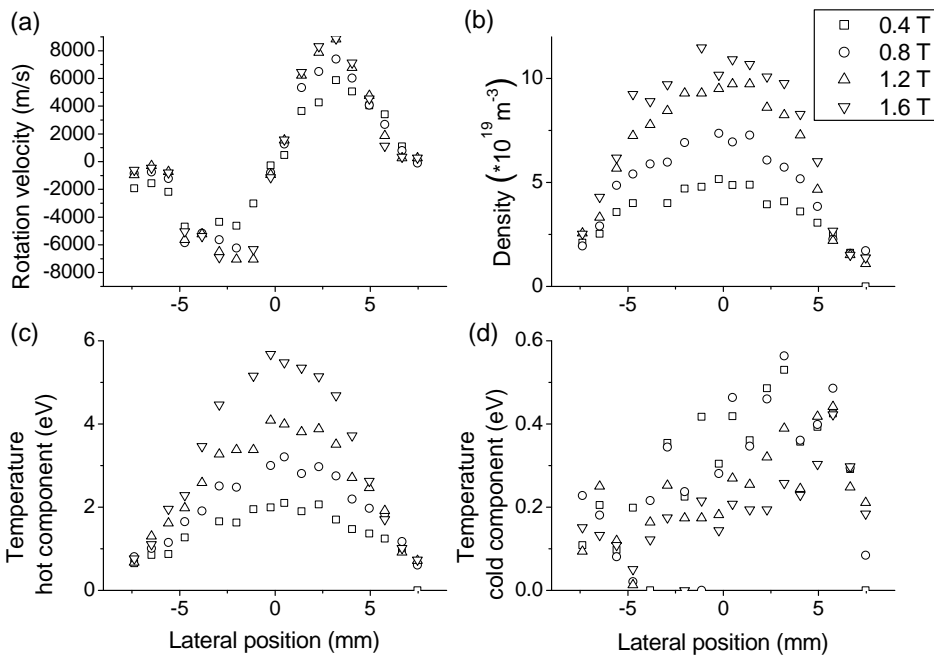 (a)
(b)
8000
6000
4000
2000
0
-2000
-4000
-6000
-8000
Rotation velocity (m/s)
-5
0
5
10
5
0
Density (*10^19 m^-3)
-5
0
5
0.4 T
0.8 T
1.2 T
1.6 T
(c)
(d)
6
4
2
0
Temperature
hot component (eV)
-5
0
5
Lateral position (mm)
0.6
0.4
0.2
0.0
Temperature
cold component (eV)
-5
0
5
Lateral position (mm)